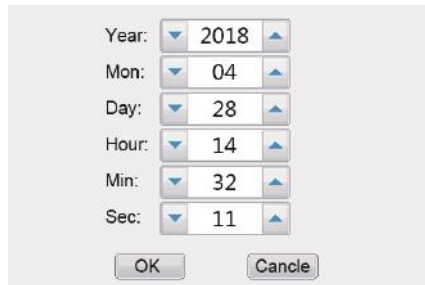 Year: 2018
Mon: 04
Day: 28
Hour: 14
Min: 32
Sec: 11
OK Cancle